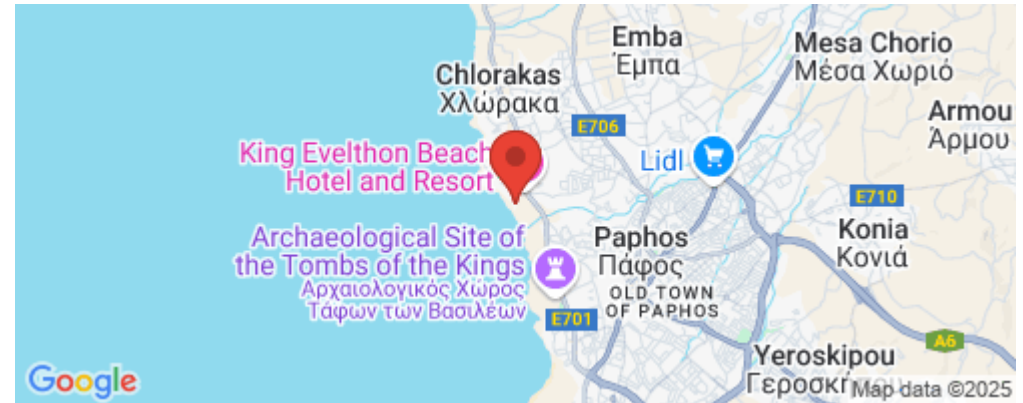 Emba
Έμπα
Mesa Chorio
Μέσα Χωριό
Chlorakas
Χλώρακα
Armou
Άρμου
E706
King Evelthon Beach
Hotel and Resort
Lidl
E710
Archaeological Site of
the Tombs of the Kings
Αρχαιολογικός Χώρος
Τάφων των Βασιλέων
Paphos
Πάφος
OLD TOWN
OF PAPHOS
Konia
Κονιά
E701
A6
Yeroskipou
Google
Map data ©2025